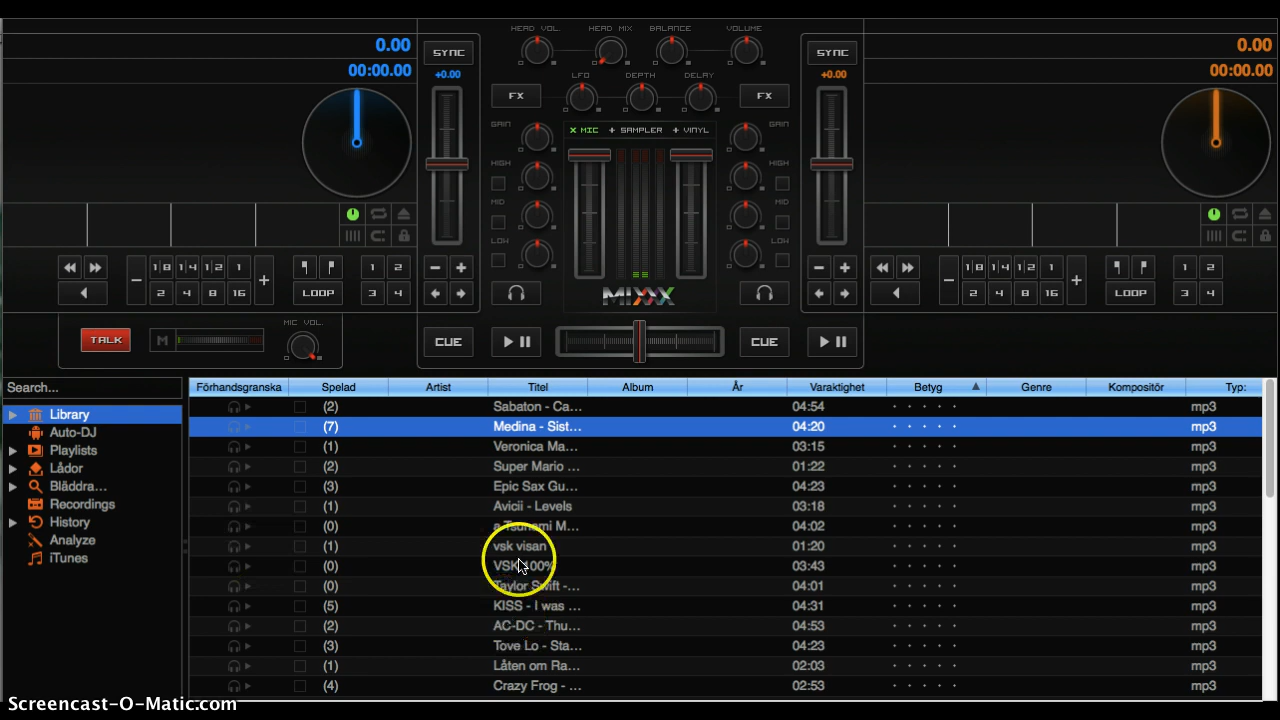 HEAD VOL. HEAD MIX BALANCE VOLUME
0.00 SYNC SYNC 0.00
00:00.00 +0.00 +0.00 00:00.00
LFO DEPTH DELAY
FX FX
GAIN × MIC + SAMPLER + VINYL GAIN
HIGH HIGH
MID MID
LOW LOW
− 1|8 1|4 1|2 1 + 1 2 − + − + − 1|8 1|4 1|2 1 + 1 2
2 4 8 16 LOOP 3 4 MIXXX 2 4 8 16 LOOP 3 4
MIC VOL.
TALK M CUE CUE
Search... Förhandsgranska Spelad Artist Titel Album År Varaktighet Betyg Genre Kompositör Typ:
Library
Auto-DJ
Playlists
Lådor
Bläddra...
Recordings
History
Analyze
iTunes
(2) Sabaton - Ca... 04:54 mp3
(7) Medina - Sist... 04:20 mp3
(1) Veronica Ma... 03:15 mp3
(2) Super Mario ... 01:22 mp3
(3) Epic Sax Gu... 04:23 mp3
(1) Avicii - Levels 03:18 mp3
(0) a Tsunami M... 04:02 mp3
(1) vsk visan 01:20 mp3
(0) VSK 100% 03:43 mp3
(0) Taylor Swift -... 04:01 mp3
(5) KISS - I was ... 04:31 mp3
(2) AC-DC - Thu... 04:53 mp3
(3) Tove Lo - Sta... 04:23 mp3
(1) Låten om Ra... 02:03 mp3
(4) Crazy Frog - ... 02:53 mp3
Screencast-O-Matic.com